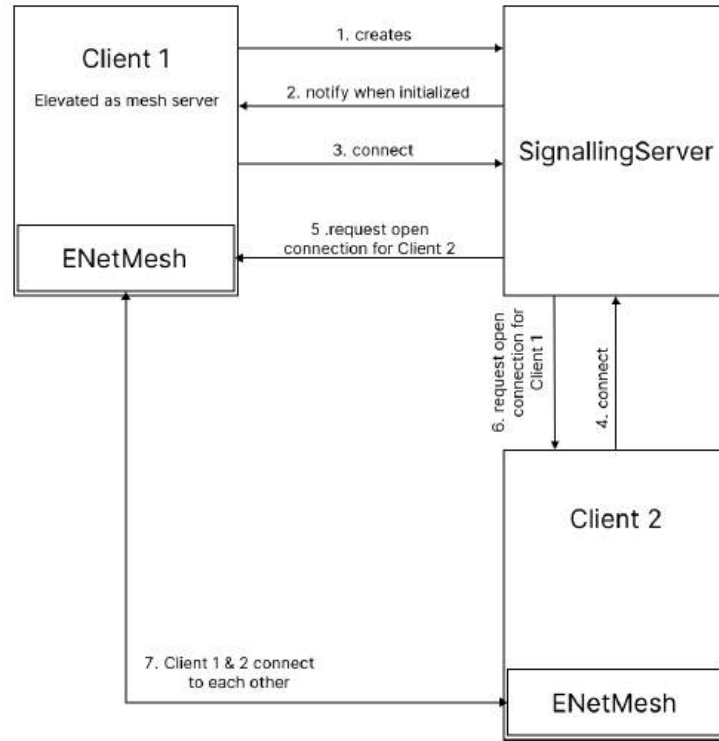 1. creates
Client 1
Elevated as mesh server
2. notify when initialized
SignallingServer
3. connect
5 .request open
connection for Client 2
ENetMesh
6. request open
connection for
Client 1
4. connect
Client 2
7. Client 1 & 2 connect
to each other
ENetMesh